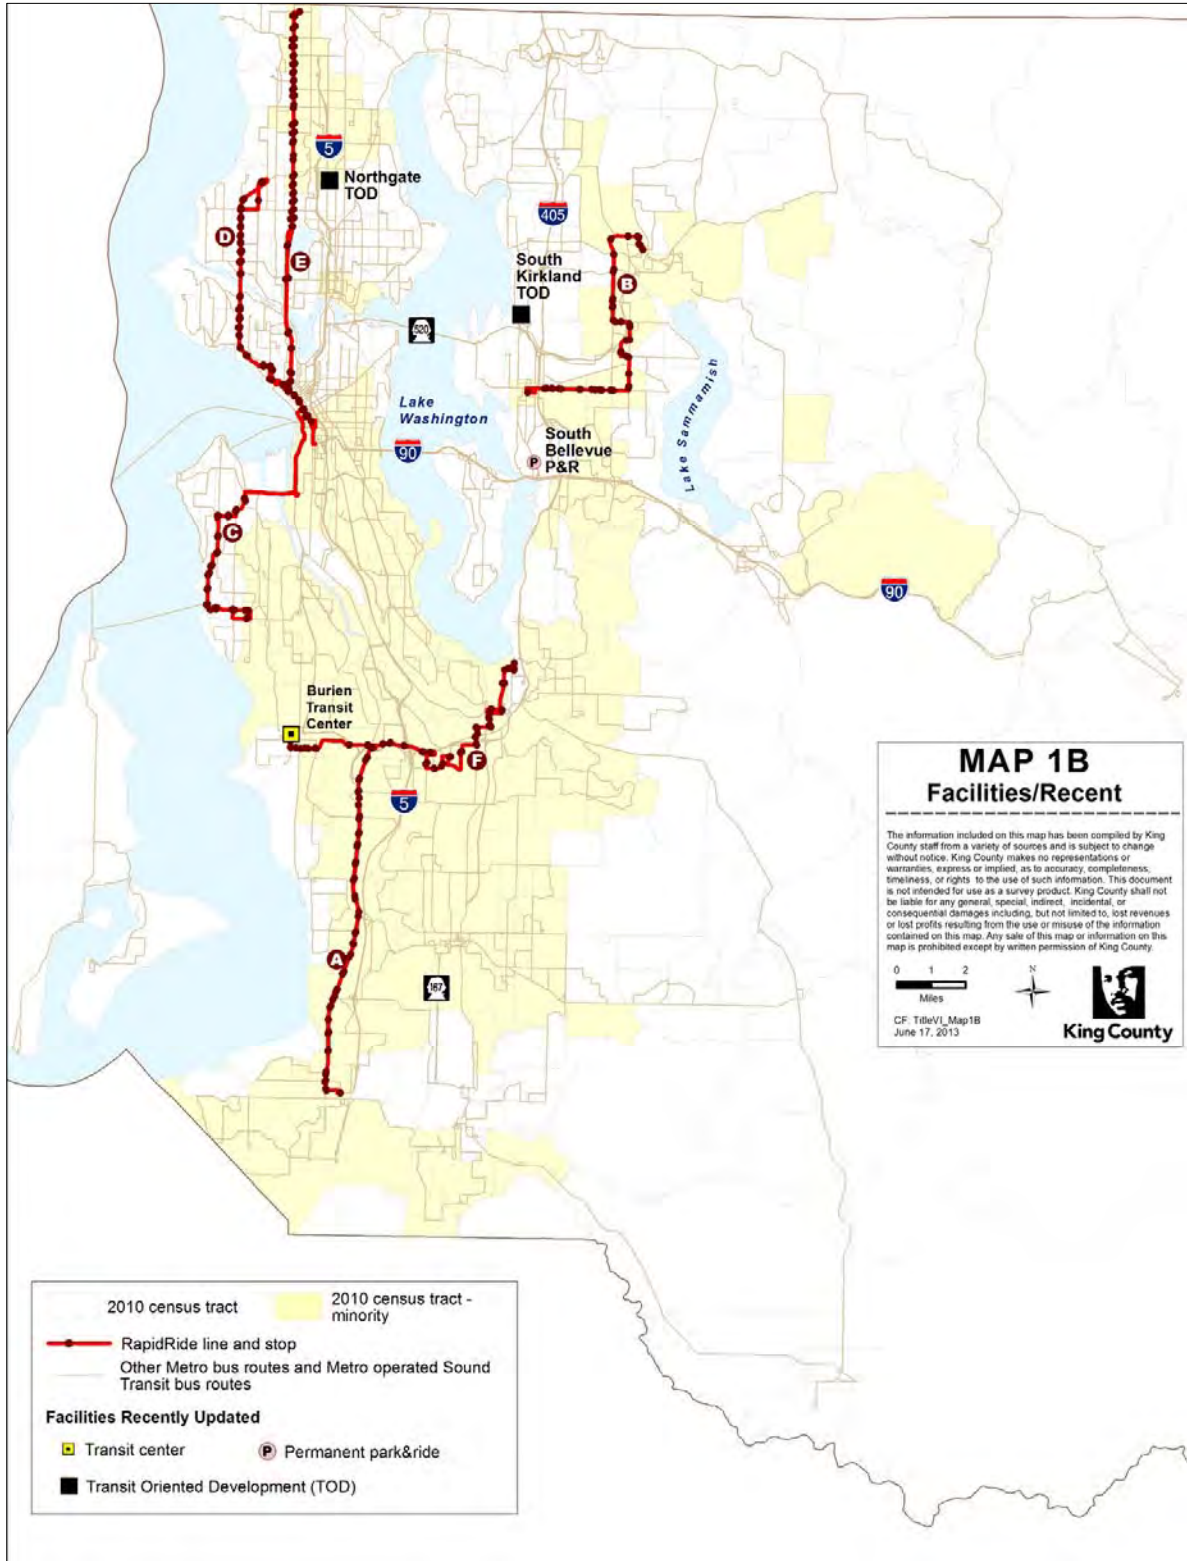 5
Northgate
TOD
405
D
E
South
Kirkland
TOD
B
520
Lake
Washington
Lake Sammamish
South
Bellevue
P&R
P
90
C
90
Burien
Transit
Center
F
5
A
167
MAP 1B
Facilities/Recent
The information included on this map has been compiled by King
County staff from a variety of sources and is subject to change
without notice. King County makes no representations or
warranties, express or implied, as to accuracy, completeness,
timeliness, or rights to the use of such information. This document
is not intended for use as a survey product. King County shall not
be liable for any general, special, indirect, incidental, or
consequential damages including, but not limited to, lost revenues
or lost profits resulting from the use or misuse of the information
contained on this map. Any sale of this map or information on this
map is prohibited except by written permission of King County.
0 1 2
Miles
N
CF: TitleVI_Map1B
June 17, 2013
King County
2010 census tract
2010 census tract -
minority
RapidRide line and stop
Other Metro bus routes and Metro operated Sound
Transit bus routes
Facilities Recently Updated
Transit center
P Permanent park&ride
Transit Oriented Development (TOD)